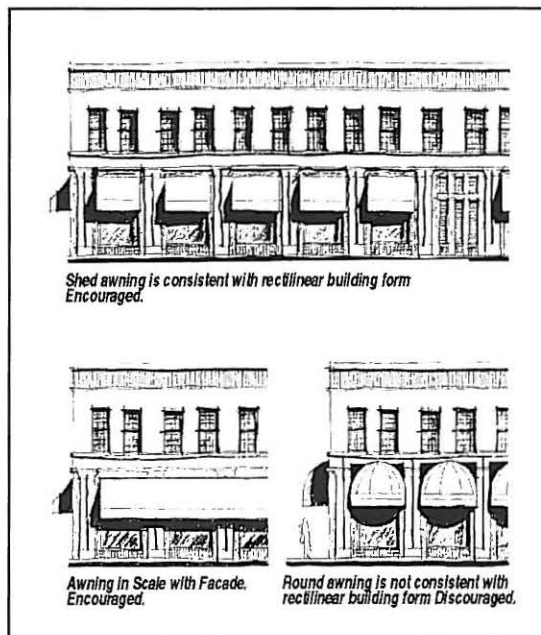 Shed awning is consistent with rectilinear building form
Encouraged.
Awning in Scale with Facade,
Encouraged.
Round awning is not consistent with
rectilinear building form Discouraged.